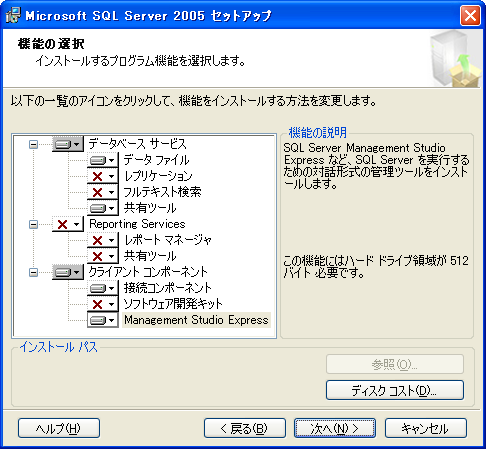 Microsoft SQL Server 2005 セットアップ
機能の選択
インストールするプログラム機能を選択します。
以下の一覧のアイコンをクリックして、機能をインストールする方法を変更します。
データベース サービス
データ ファイル
レプリケーション
フルテキスト検索
共有ツール
Reporting Services
レポート マネージャ
共有ツール
クライアント コンポーネント
接続コンポーネント
ソフトウェア開発キット
Management Studio Express
機能の説明
SQL Server Management Studio
Express など、SQL Server を実行する
ための対話形式の管理ツールをインスト
ールします。
この機能にはハード ドライブ領域が 512
バイト 必要です。
インストール パス
参照(O)...
ディスク コスト(D)...
ヘルプ(H)
< 戻る(B)
次へ(N) >
キャンセル